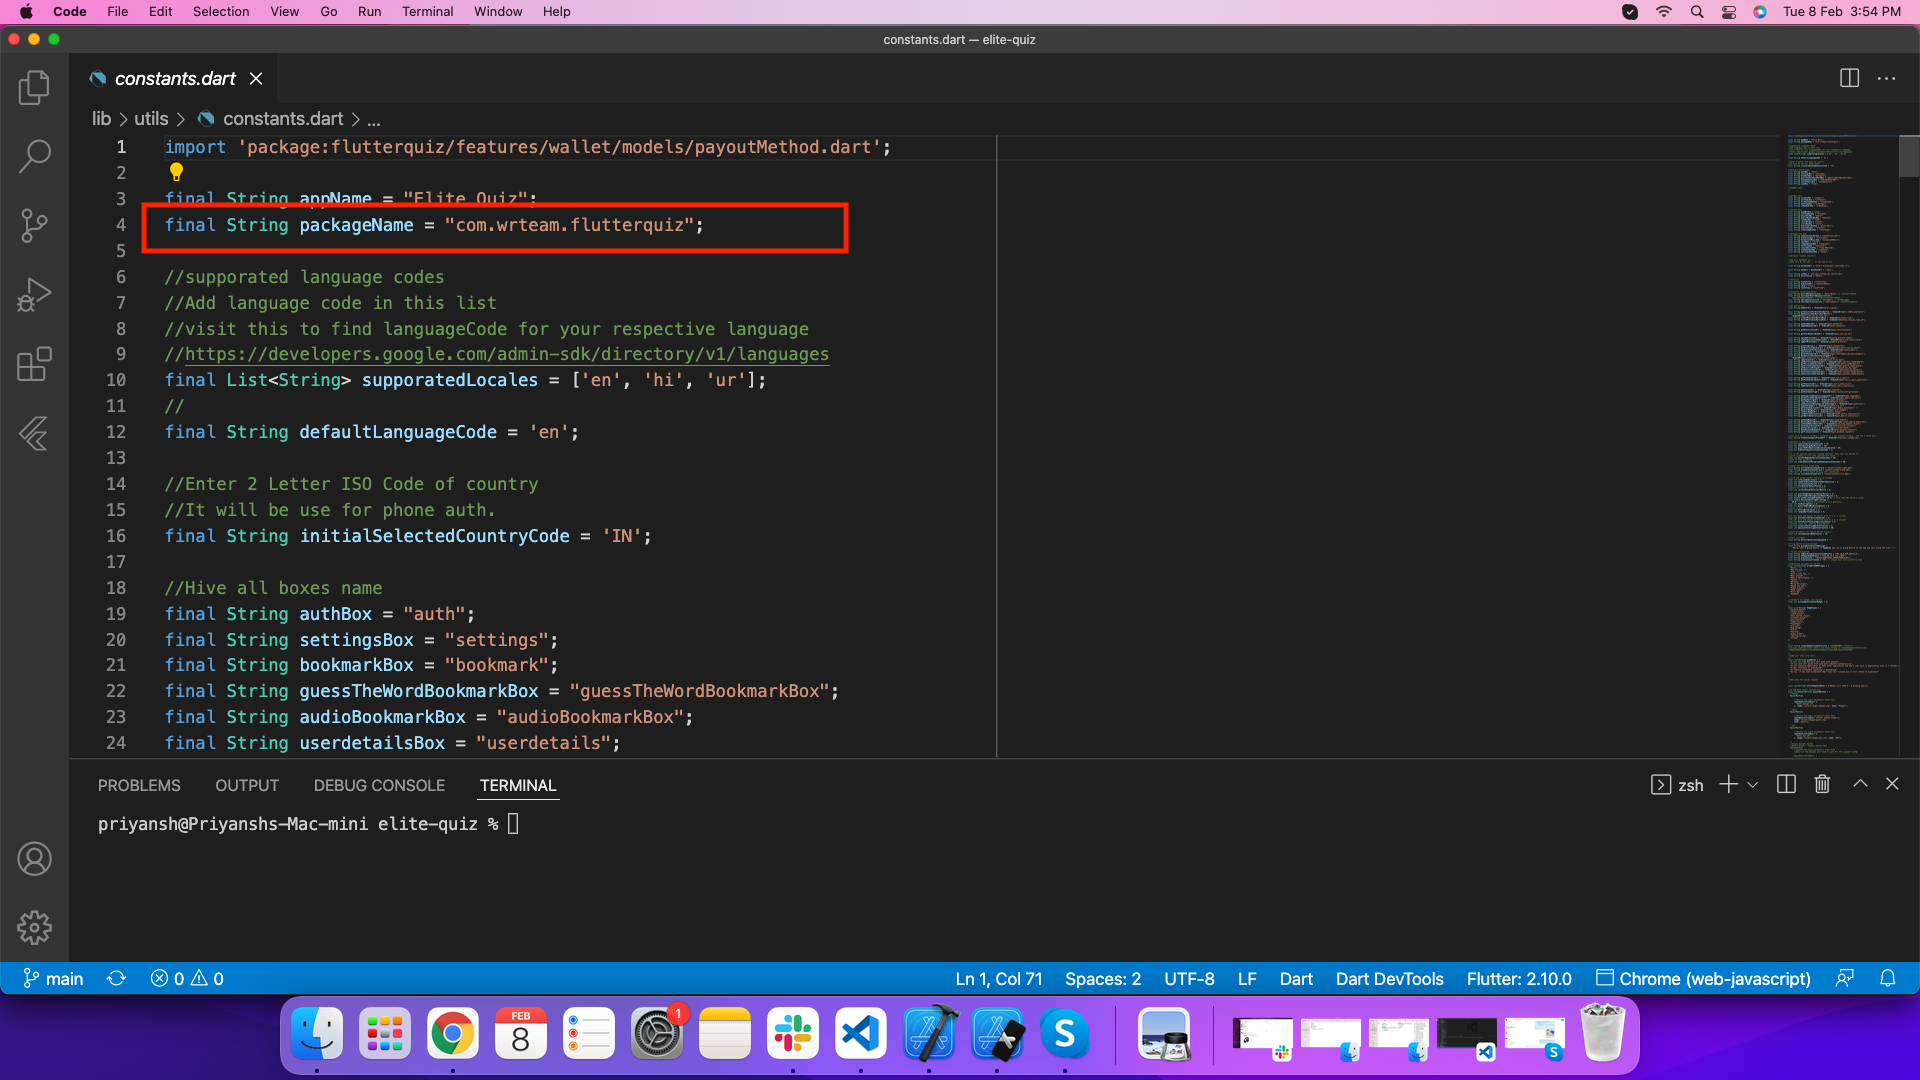 Code File Edit Selection View Go Run Terminal Window Help Tue 8 Feb 3:54 PM
constants.dart — elite-quiz
constants.dart
lib > utils > constants.dart > ...
1 import 'package:flutterquiz/features/wallet/models/payoutMethod.dart';
2
3 final String appName = "Elite Quiz";
4 final String packageName = "com.wrteam.flutterquiz";
5
6 //supporated language codes
7 //Add language code in this list
8 //visit this to find languageCode for your respective language
9 //https://developers.google.com/admin-sdk/directory/v1/languages
10 final List<String> supporatedLocales = ['en', 'hi', 'ur'];
11 //
12 final String defaultLanguageCode = 'en';
13
14 //Enter 2 Letter ISO Code of country
15 //It will be use for phone auth.
16 final String initialSelectedCountryCode = 'IN';
17
18 //Hive all boxes name
19 final String authBox = "auth";
20 final String settingsBox = "settings";
21 final String bookmarkBox = "bookmark";
22 final String guessTheWordBookmarkBox = "guessTheWordBookmarkBox";
23 final String audioBookmarkBox = "audioBookmarkBox";
24 final String userdetailsBox = "userdetails";
PROBLEMS OUTPUT DEBUG CONSOLE TERMINAL zsh
priyansh@Priyanshs-Mac-mini elite-quiz %
main 0 0 Ln 1, Col 71 Spaces: 2 UTF-8 LF Dart Dart DevTools Flutter: 2.10.0 Chrome (web-javascript)
FEB
8
1